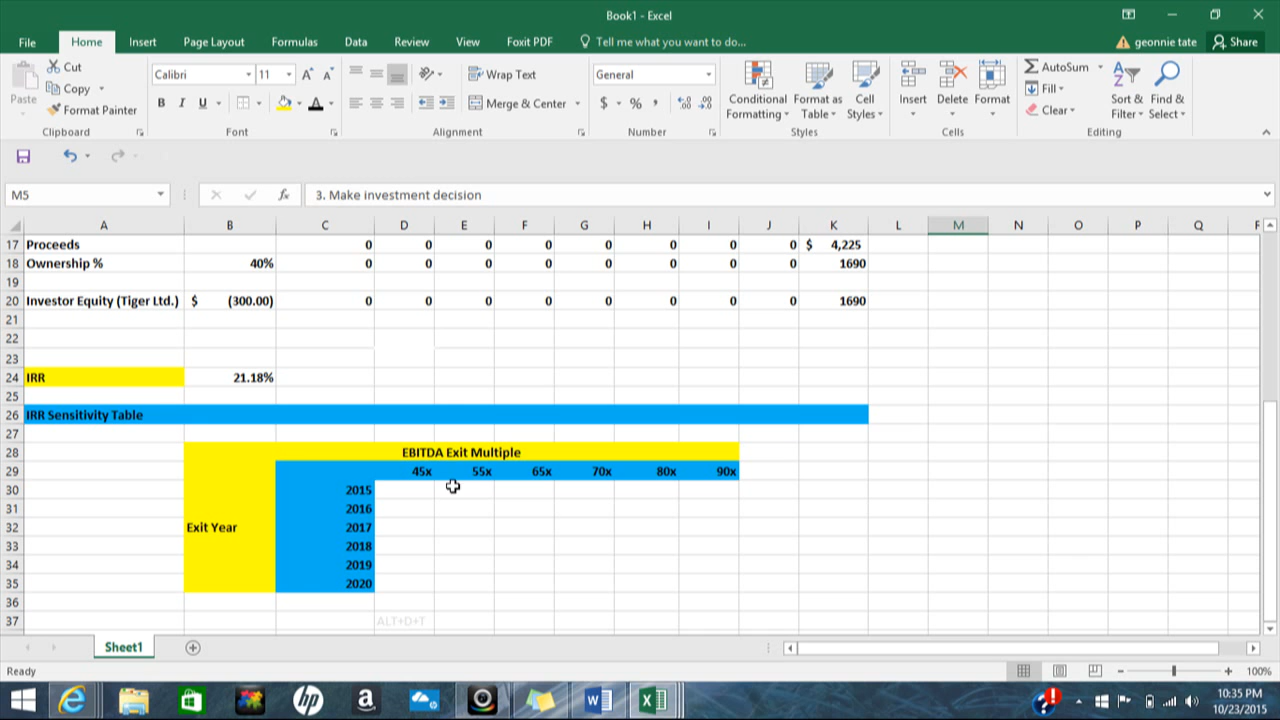 Book1 - Excel
File Home Insert Page Layout Formulas Data Review View Foxit PDF Tell me what you want to do... geonnie tate Share
Paste Cut Copy Format Painter Clipboard
Calibri 11 A A B I U A Font
Wrap Text Merge & Center Alignment
General $ % , Number
Conditional Formatting Format as Table Cell Styles Styles
Insert Delete Format Cells
AutoSum Fill Clear Sort & Filter Find & Select Editing
M5 fx 3. Make investment decision
A B C D E F G H I J K L M N O P Q
17 Proceeds 0 0 0 0 0 0 0 0 $ 4,225
18 Ownership % 40% 0 0 0 0 0 0 0 0 1690
19
20 Investor Equity (Tiger Ltd.) $ (300.00) 0 0 0 0 0 0 0 0 1690
21
22
23
24 IRR 21.18%
25
26 IRR Sensitivity Table
27
28 EBITDA Exit Multiple
29 45x 55x 65x 70x 80x 90x
30 2015
31 2016
32 Exit Year 2017
33 2018
34 2019
35 2020
36
37 ALT+D+T
Sheet1
Ready 100%
10:35 PM
10/23/2015